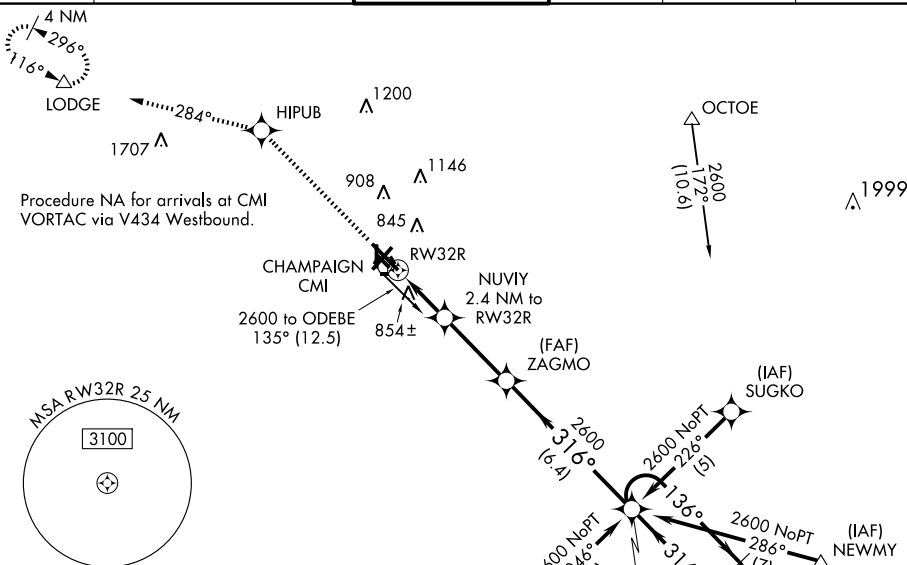 4 NM
296°
116°
LODGE
284°
HIPUB
1200
OCTOE
1707
1146
908
2600
172°
(10.6)
1999
Procedure NA for arrivals at CMI
VORTAC via V434 Westbound.
845
RW32R
CHAMPAIGN
CMI
NUVIY
2.4 NM to
RW32R
2600 to ODEBE
135° (12.5)
854±
(FAF)
ZAGMO
(IAF)
SUGKO
MSA RW32R 25 NM
3100
2600
316°
(6.4)
2600 NoPT
226°
(5)
136°
2600 NoPT
286°
(IAF)
NEWMY